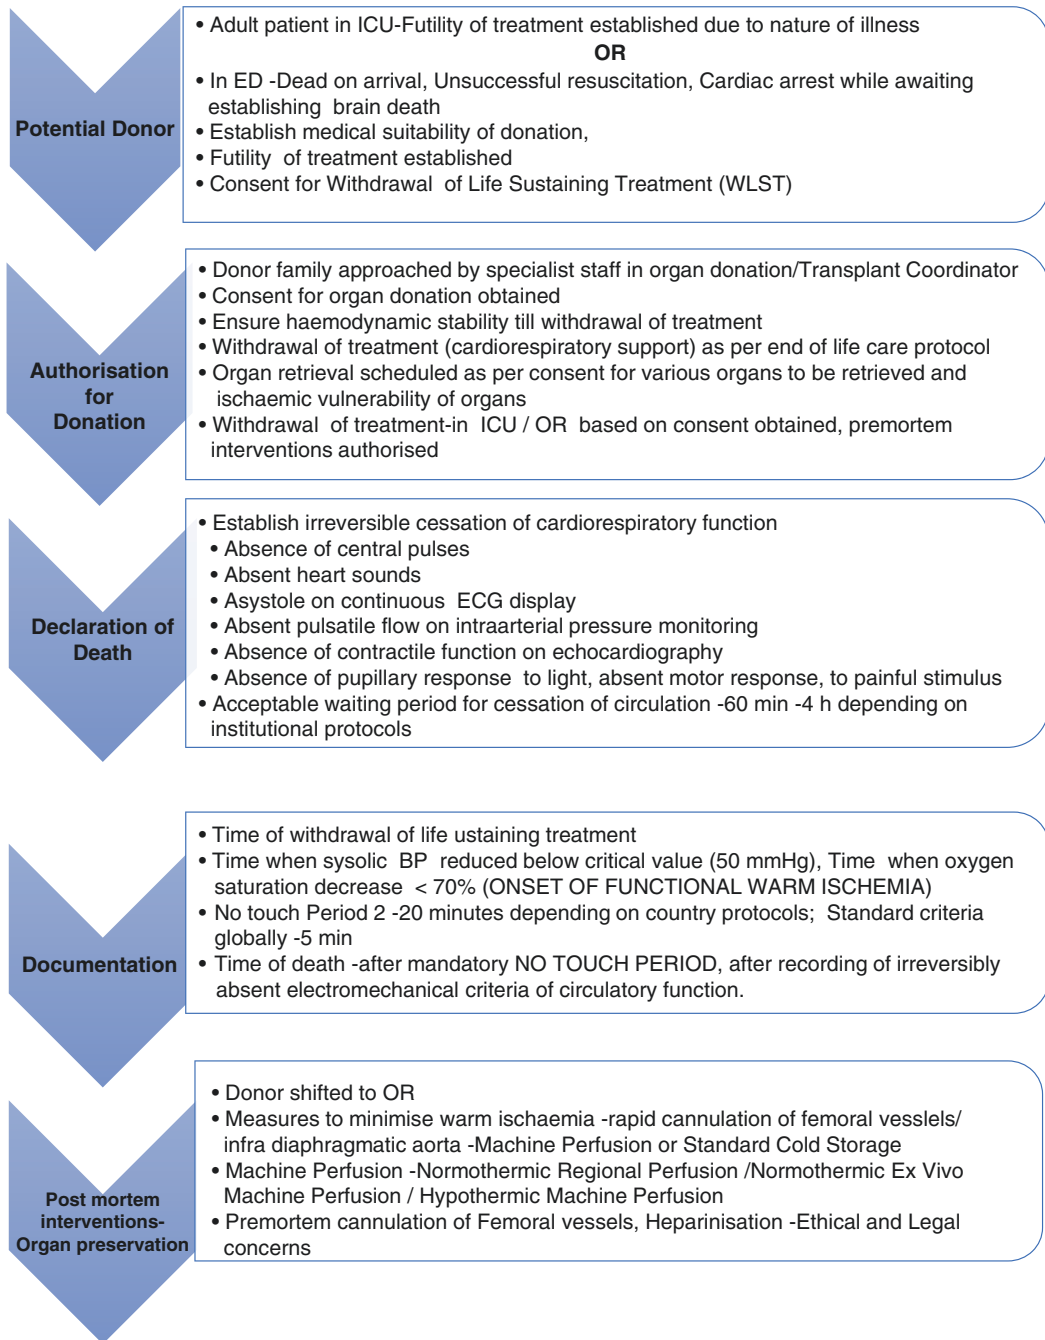 Potential Donor
• Adult patient in ICU-Futility of treatment established due to nature of illness
OR
• In ED -Dead on arrival, Unsuccessful resuscitation, Cardiac arrest while awaiting
establishing brain death
• Establish medical suitability of donation,
• Futility of treatment established
• Consent for Withdrawal of Life Sustaining Treatment (WLST)
Authorisation
for
Donation
• Donor family approached by specialist staff in organ donation/Transplant Coordinator
• Consent for organ donation obtained
• Ensure haemodynamic stability till withdrawal of treatment
• Withdrawal of treatment (cardiorespiratory support) as per end of life care protocol
• Organ retrieval scheduled as per consent for various organs to be retrieved and
ischaemic vulnerability of organs
• Withdrawal of treatment-in ICU / OR based on consent obtained, premortem
interventions authorised
Declaration of
Death
• Establish irreversible cessation of cardiorespiratory function
• Absence of central pulses
• Absent heart sounds
• Asystole on continuous ECG display
• Absent pulsatile flow on intraarterial pressure monitoring
• Absence of contractile function on echocardiography
• Absence of pupillary response to light, absent motor response, to painful stimulus
• Acceptable waiting period for cessation of circulation -60 min -4 h depending on
institutional protocols
Documentation
• Time of withdrawal of life ustaining treatment
• Time when sysolic BP reduced below critical value (50 mmHg), Time when oxygen
saturation decrease < 70% (ONSET OF FUNCTIONAL WARM ISCHEMIA)
• No touch Period 2 -20 minutes depending on country protocols; Standard criteria
globally -5 min
• Time of death -after mandatory NO TOUCH PERIOD, after recording of irreversibly
absent electromechanical criteria of circulatory function.
Post mortem
interventions-
Organ preservation
• Donor shifted to OR
• Measures to minimise warm ischaemia -rapid cannulation of femoral vesslels/
infra diaphragmatic aorta -Machine Perfusion or Standard Cold Storage
• Machine Perfusion -Normothermic Regional Perfusion /Normothermic Ex Vivo
Machine Perfusion / Hypothermic Machine Perfusion
• Premortem cannulation of Femoral vessels, Heparinisation -Ethical and Legal
concerns